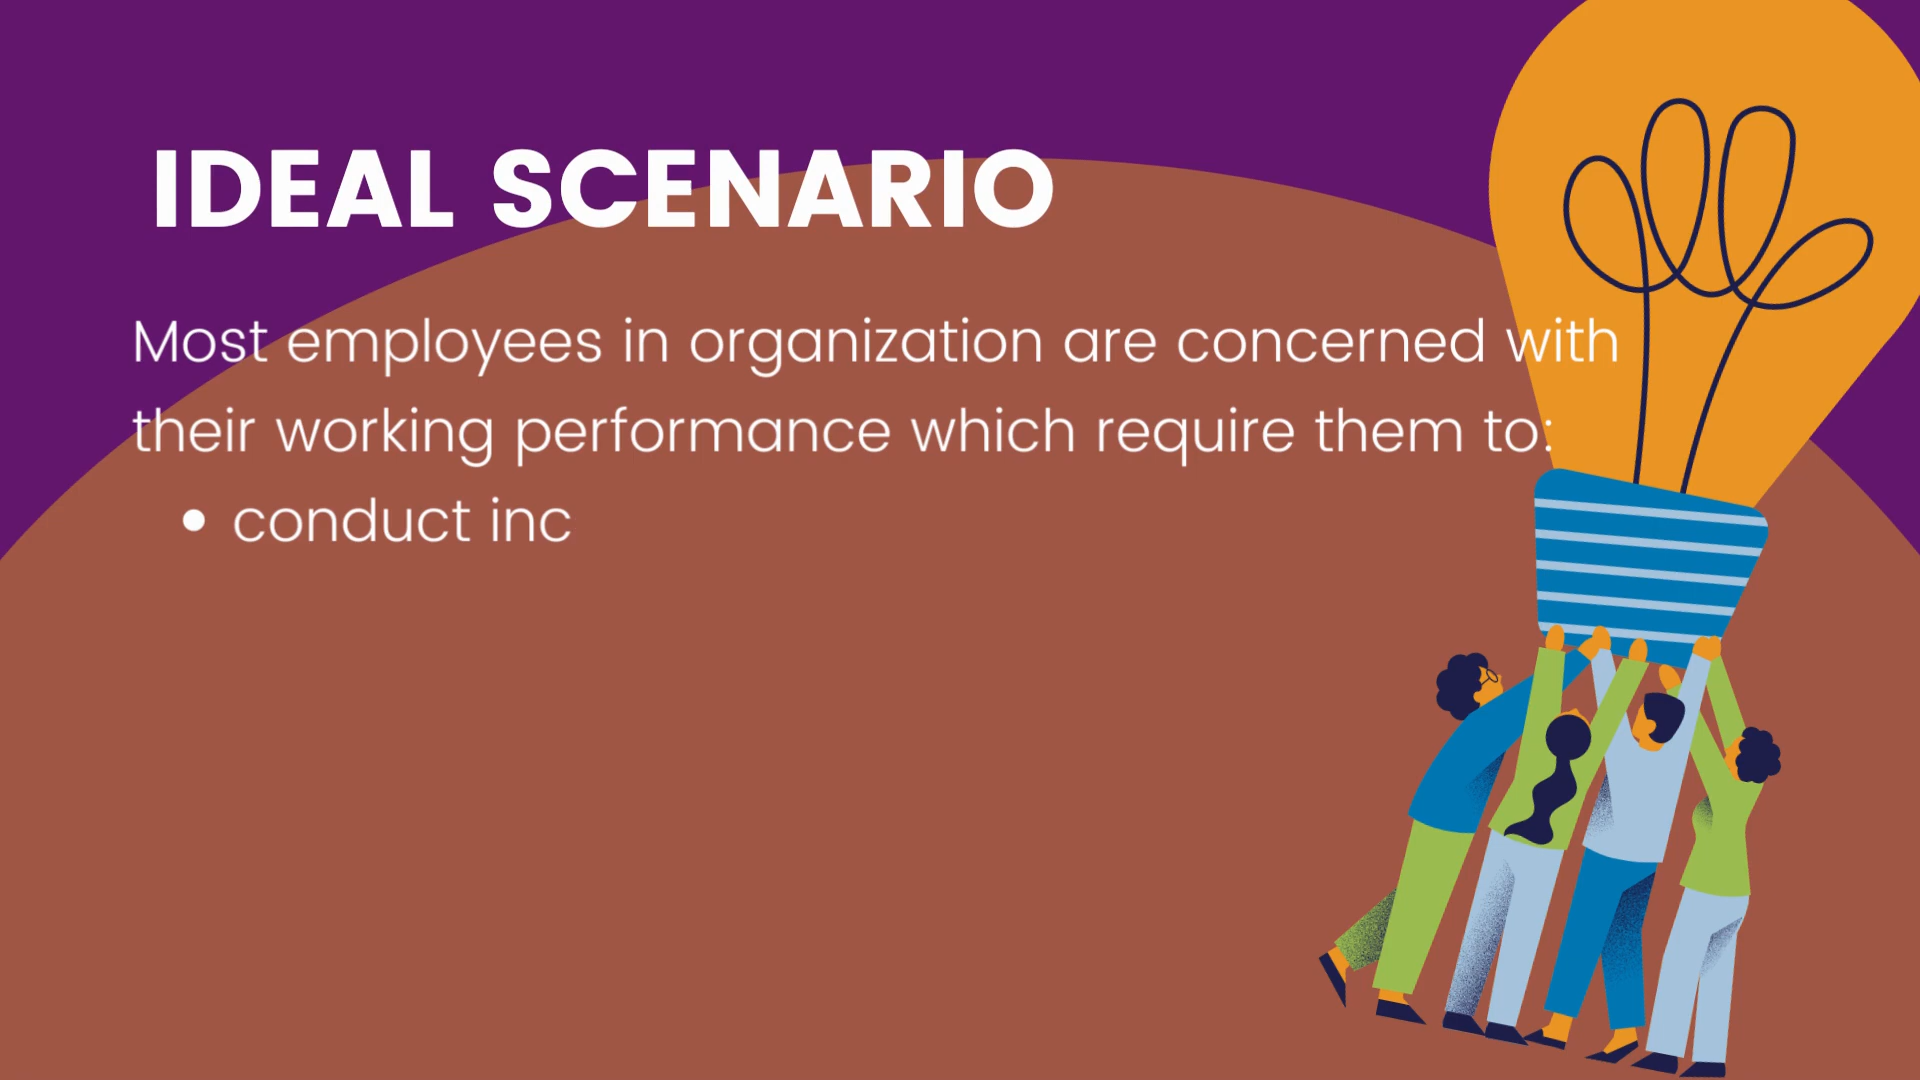 IDEAL SCENARIO
Most employees in organization are concerned with
their working performance which require them to:
• conduct inc